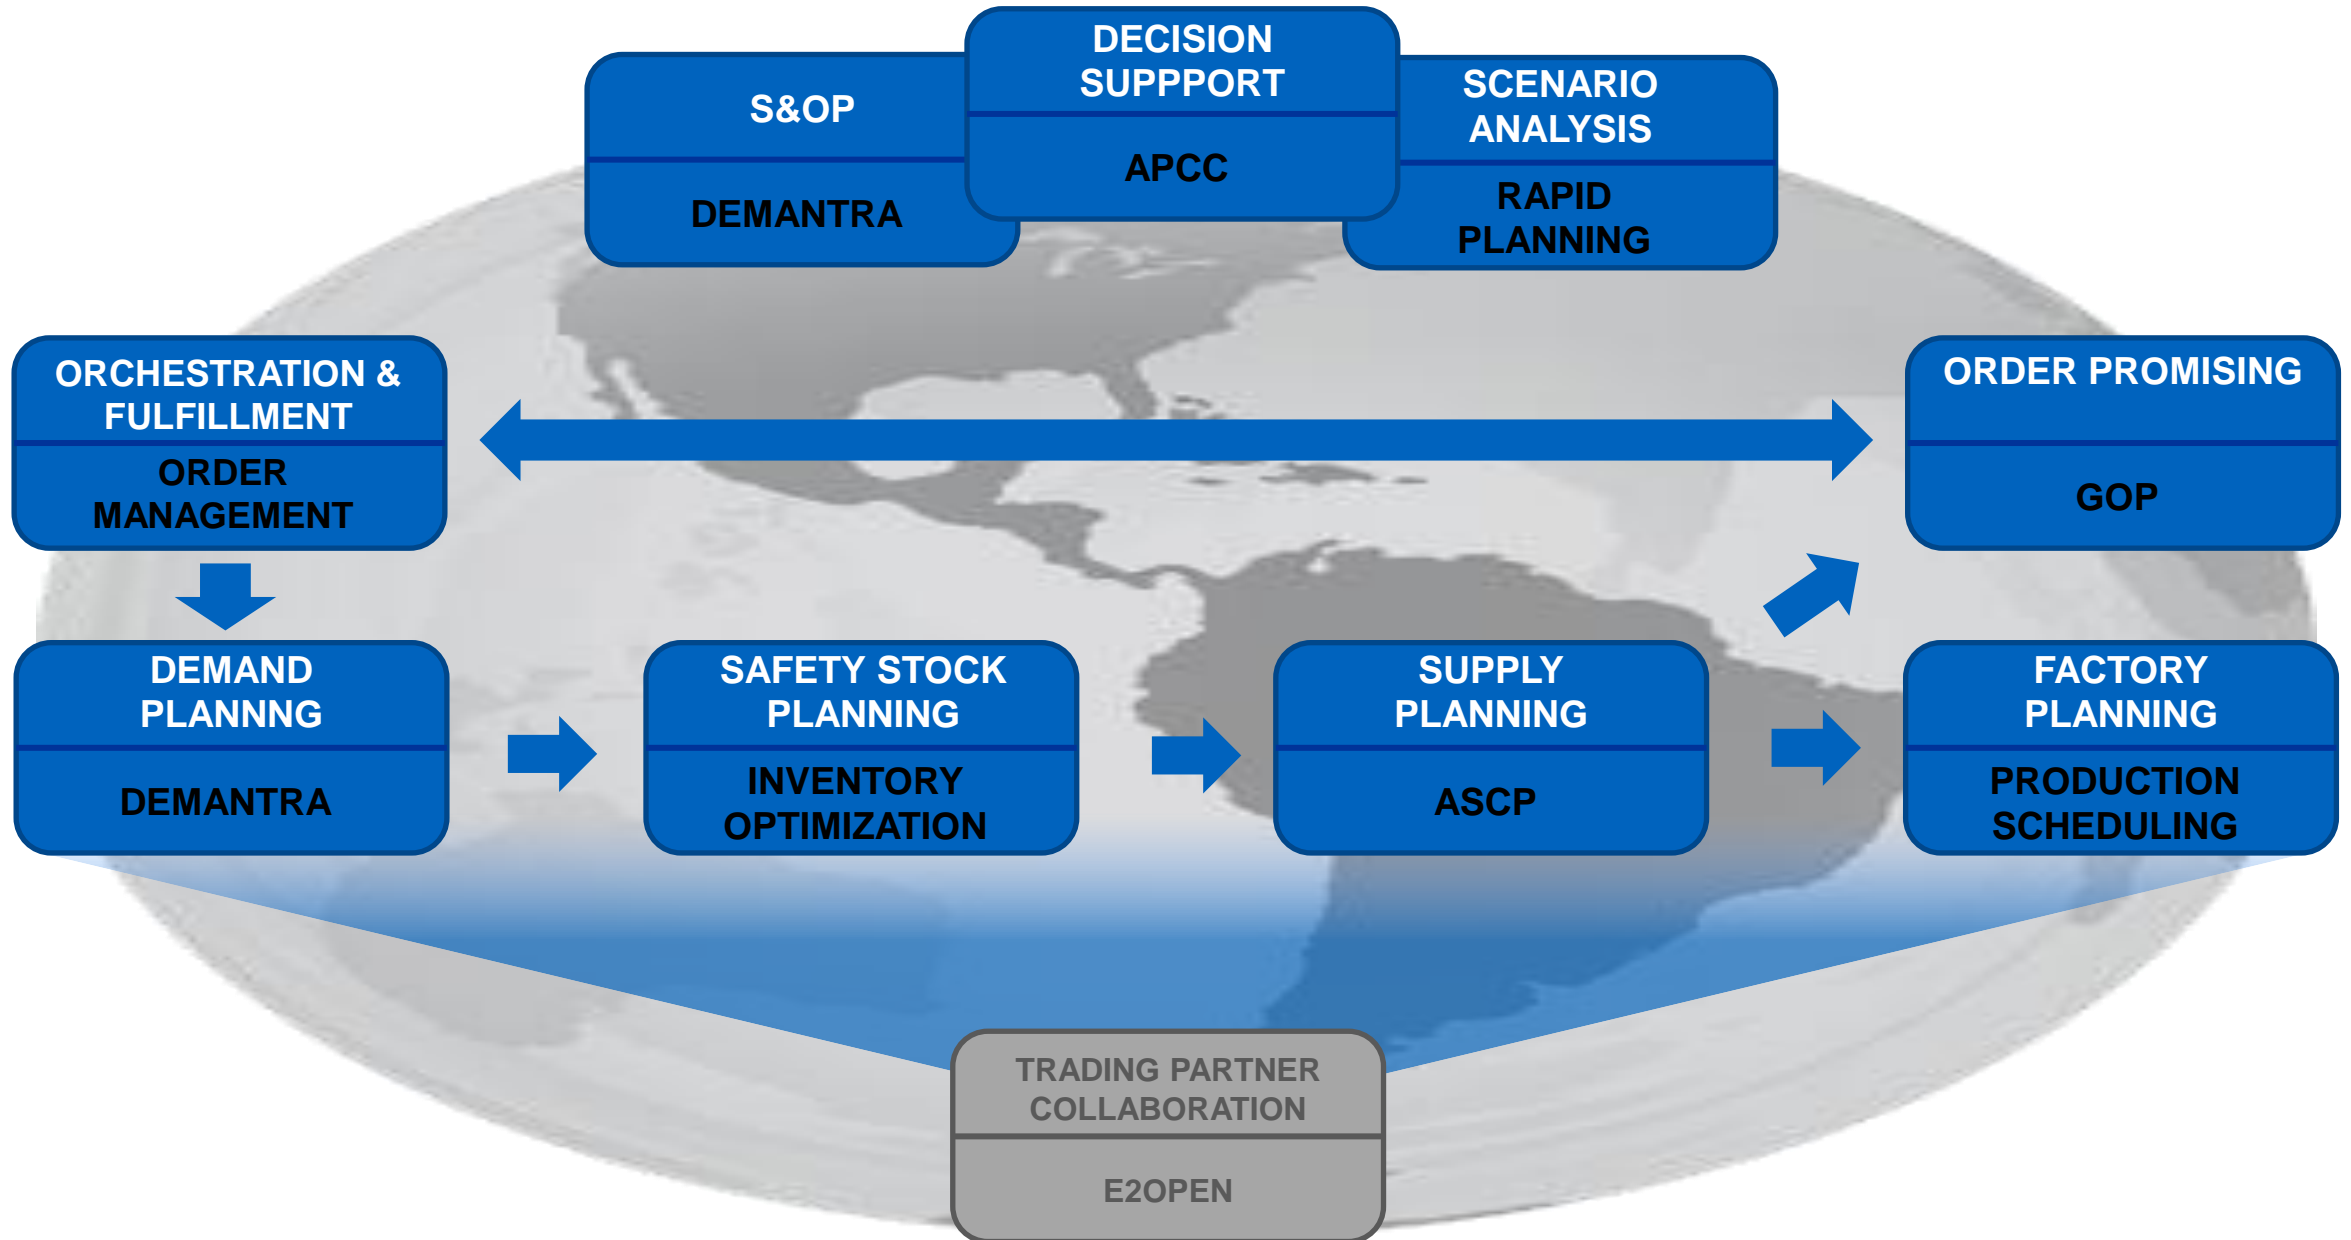 DECISION
SUPPPORT
APCC
S&OP
DEMANTRA
SCENARIO
ANALYSIS
RAPID
PLANNING
ORCHESTRATION &
FULFILLMENT
ORDER
MANAGEMENT
ORDER PROMISING
GOP
DEMAND
PLANNNG
DEMANTRA
SAFETY STOCK
PLANNING
INVENTORY
OPTIMIZATION
SUPPLY
PLANNING
ASCP
FACTORY
PLANNING
PRODUCTION
SCHEDULING
TRADING PARTNER
COLLABORATION
E2OPEN